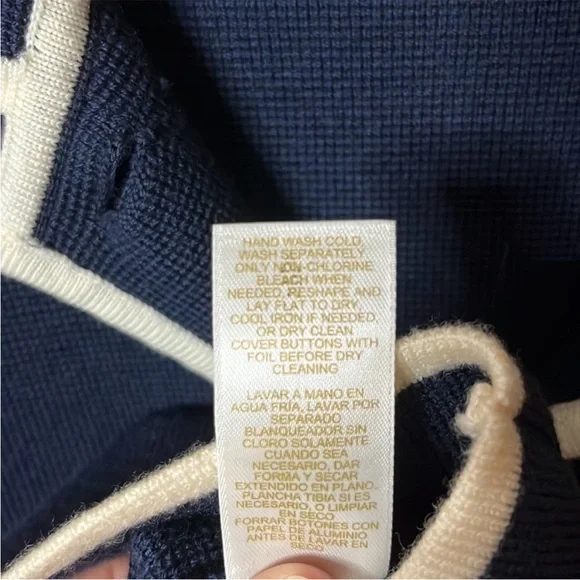 HAND WASH COLD,
WASH SEPARATELY
ONLY NON-CHLORINE
BLEACH WHEN
NEEDED, RESHAPE AND
LAY FLAT TO DRY
COOL IRON IF NEEDED,
OR DRY CLEAN
COVER BUTTONS WITH
FOIL BEFORE DRY
CLEANING
LAVAR A MANO EN
AGUA FRÍA, LAVAR POR
SEPARADO
BLANQUEADOR SIN
CLORO SOLAMENTE
CUANDO SEA
NECESARIO, DAR
FORMA Y SECAR
EXTENDIDO EN PLANO.
PLANCHA TIBIA SI ES
NECESARIO, O LIMPIAR
EN SECO
FORRAR BOTONES CON
PAPEL DE ALUMINIO
ANTES DE LAVAR EN
SECO